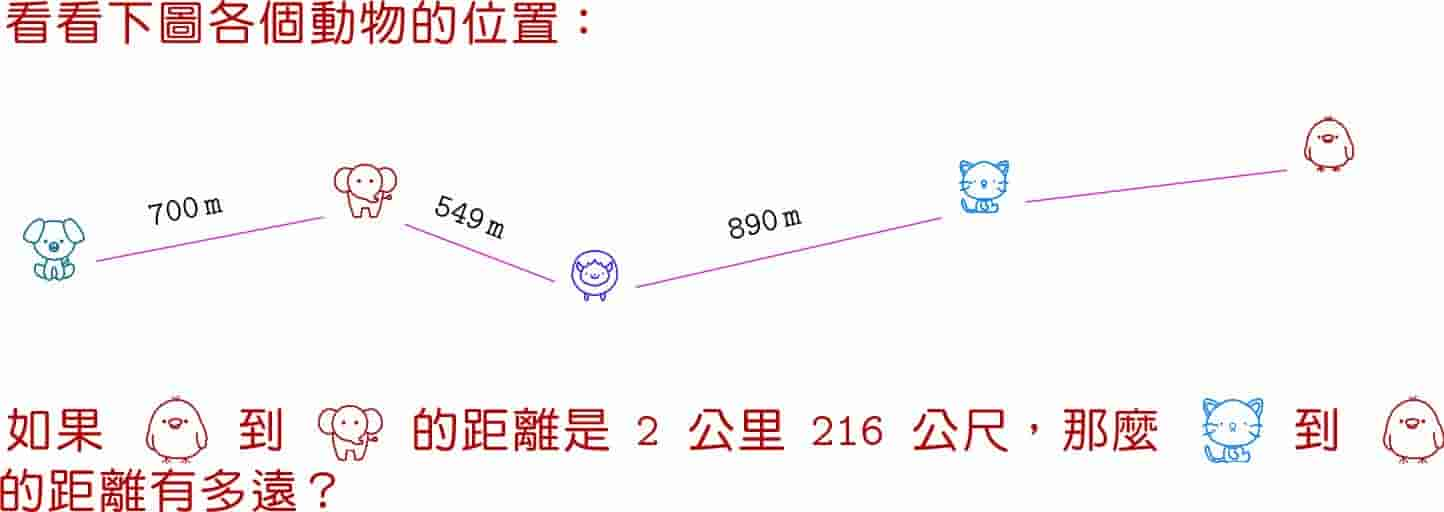 看看下圖各個動物的位置：
700 m
549 m
890 m
如果 到 的距離是 2 公里 216 公尺，那麼 到
的距離有多遠？